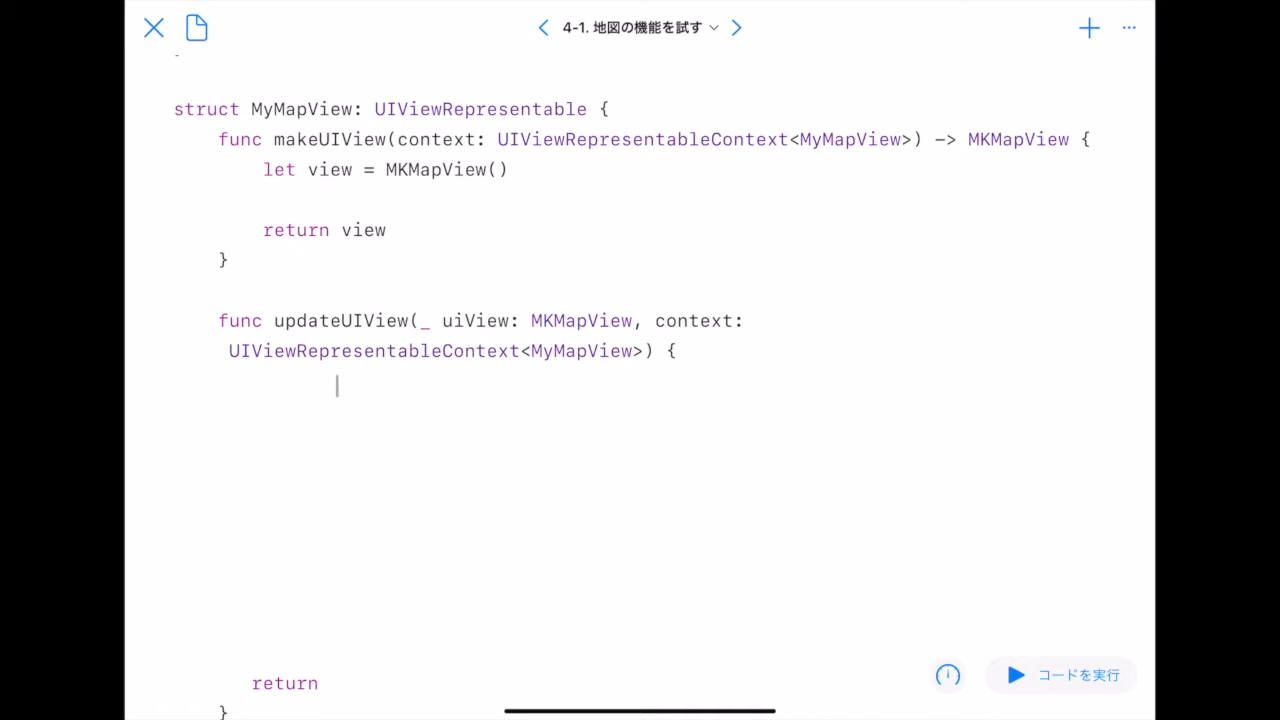 4-1. 地図の機能を試す
struct MyMapView: UIViewRepresentable {
func makeUIView(context: UIViewRepresentableContext<MyMapView>) -> MKMapView {
let view = MKMapView()
return view
}
func updateUIView(_ uiView: MKMapView, context:
UIViewRepresentableContext<MyMapView>) {
return
}
コードを実行